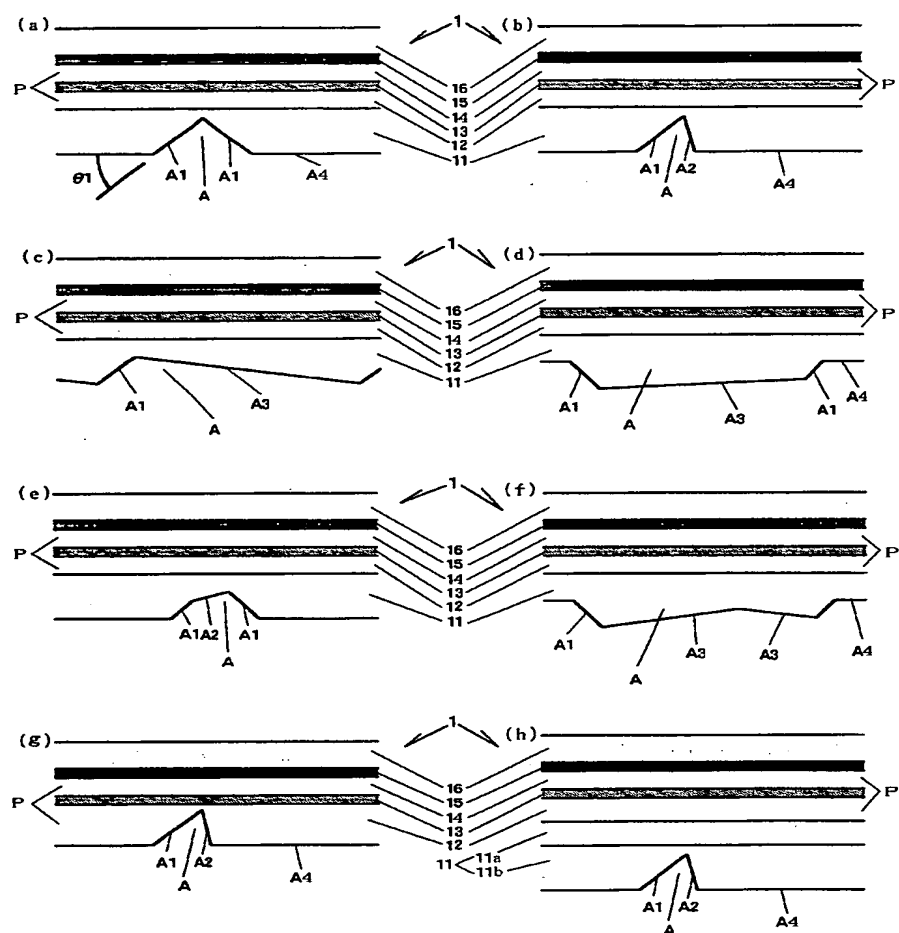 (a) 1 (b)
P 16 P
15
14
13
12
11
θ1 A1 A1 A4 A1 A2 A4
A A
(c) 1 (d)
P 16 P
15
14
13
12
11
A1 A3 A1 A3 A1 A4
A A
(e) 1 (f)
P 16 P
15
14
13
12
11
A1 A2 A1 A1 A3 A3 A4
A A
(g) 1 (h)
P 16 P
15
14
13
12
A1 A2 A4 11 11a
A 11b
A1 A2 A4
A